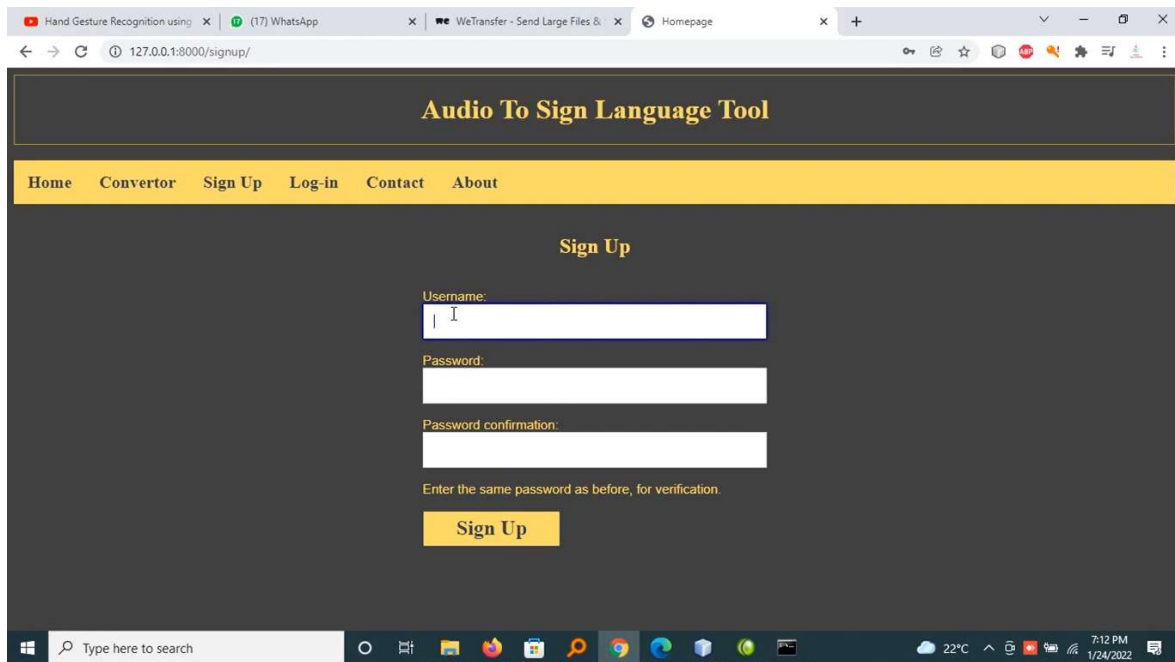 Hand Gesture Recognition using
17
(17) WhatsApp
we WeTransfer - Send Large Files &
Homepage
127.0.0.1:8000/signup/
ABP
Audio To Sign Language Tool
Home Convertor Sign Up Log-in Contact About
Sign Up
Username:
Password:
Password confirmation:
Enter the same password as before, for verification.
Sign Up
Type here to search
22°C
7:12 PM
1/24/2022